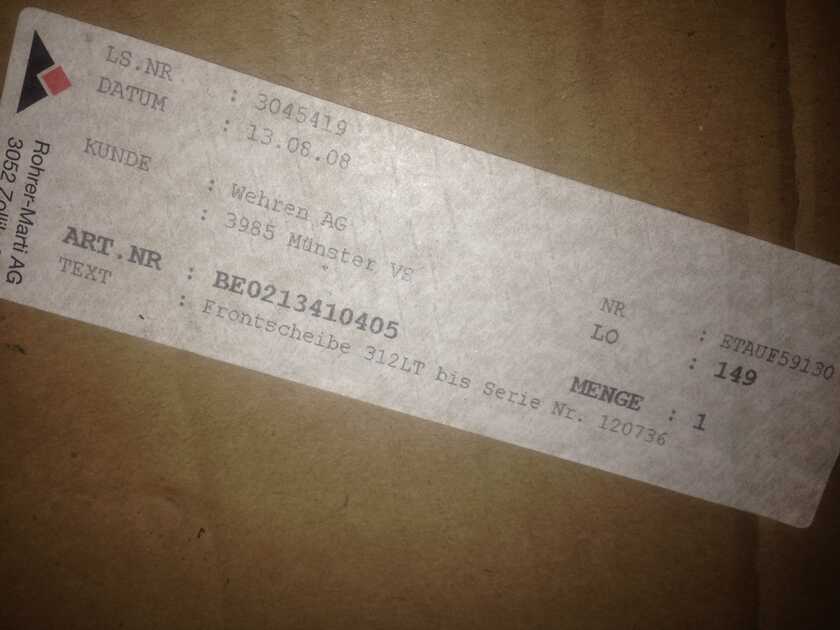 LS.NR : 3045419
DATUM : 13.08.08
KUNDE : Wehren AG
: 3985 Münster VS
NR : ETAUF59130
LO : 149
ART.NR : BE0213410405
MENGE : 1
TEXT : Frontscheibe 312LT bis Serie Nr. 120736
Rohrer-Marti AG
3052